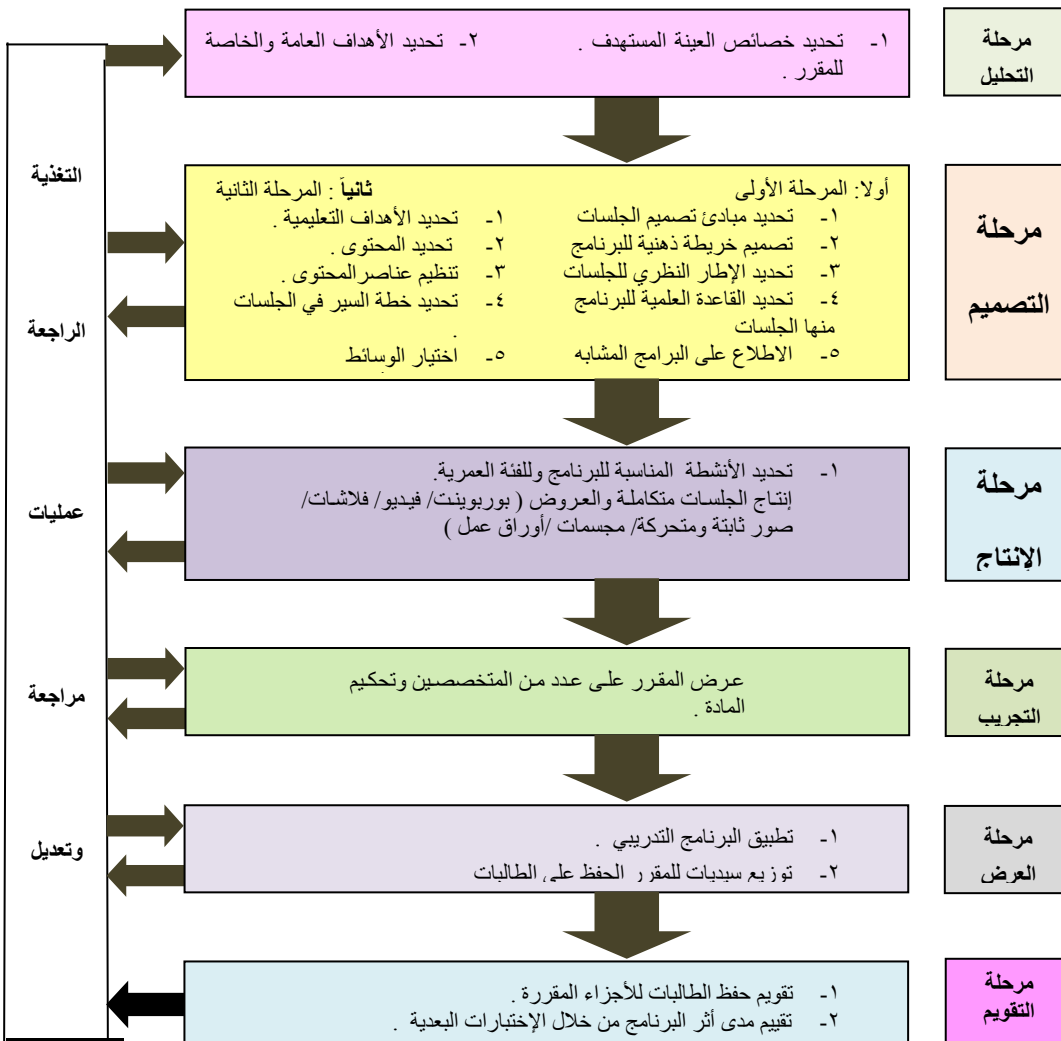 مرحلة
التحليل
١- تحديد خصائص العينة المستهدف . ٢- تحديد الأهداف العامة والخاصة
للمقرر .
مرحلة
التصميم
أولا: المرحلة الأولى
١- تحديد مبادئ تصميم الجلسات
٢- تصميم خريطة ذهنية للبرنامج
٣- تحديد الإطار النظري للجلسات
٤- تحديد القاعدة العلمية للبرنامج
منها الجلسات
٥- الاطلاع على البرامج المشابه
ثانياً : المرحلة الثانية
١- تحديد الأهداف التعليمية .
٢- تحديد المحتوى .
٣- تنظيم عناصرالمحتوى .
٤- تحديد خطة السير في الجلسات
.
٥- اختيار الوسائط
مرحلة
الإنتاج
١- تحديد الأنشطة المناسبة للبرنامج وللفئة العمرية.
إنتاج الجلسات متكاملة والعروض ( بوربوينت/ فيديو/ فلاشات/
صور ثابتة ومتحركة/ مجسمات /أوراق عمل )
مرحلة
التجريب
عرض المقرر على عدد من المتخصصين وتحكيم
المادة .
مرحلة
العرض
١- تطبيق البرنامج التدريبي .
٢- توزيع سيديات للمقرر الحفظ على الطالبات
مرحلة
التقويم
١- تقويم حفظ الطالبات للأجزاء المقررة .
٢- تقييم مدى أثر البرنامج من خلال الإختبارات البعدية .
التغذية
الراجعة
عمليات
مراجعة
وتعديل